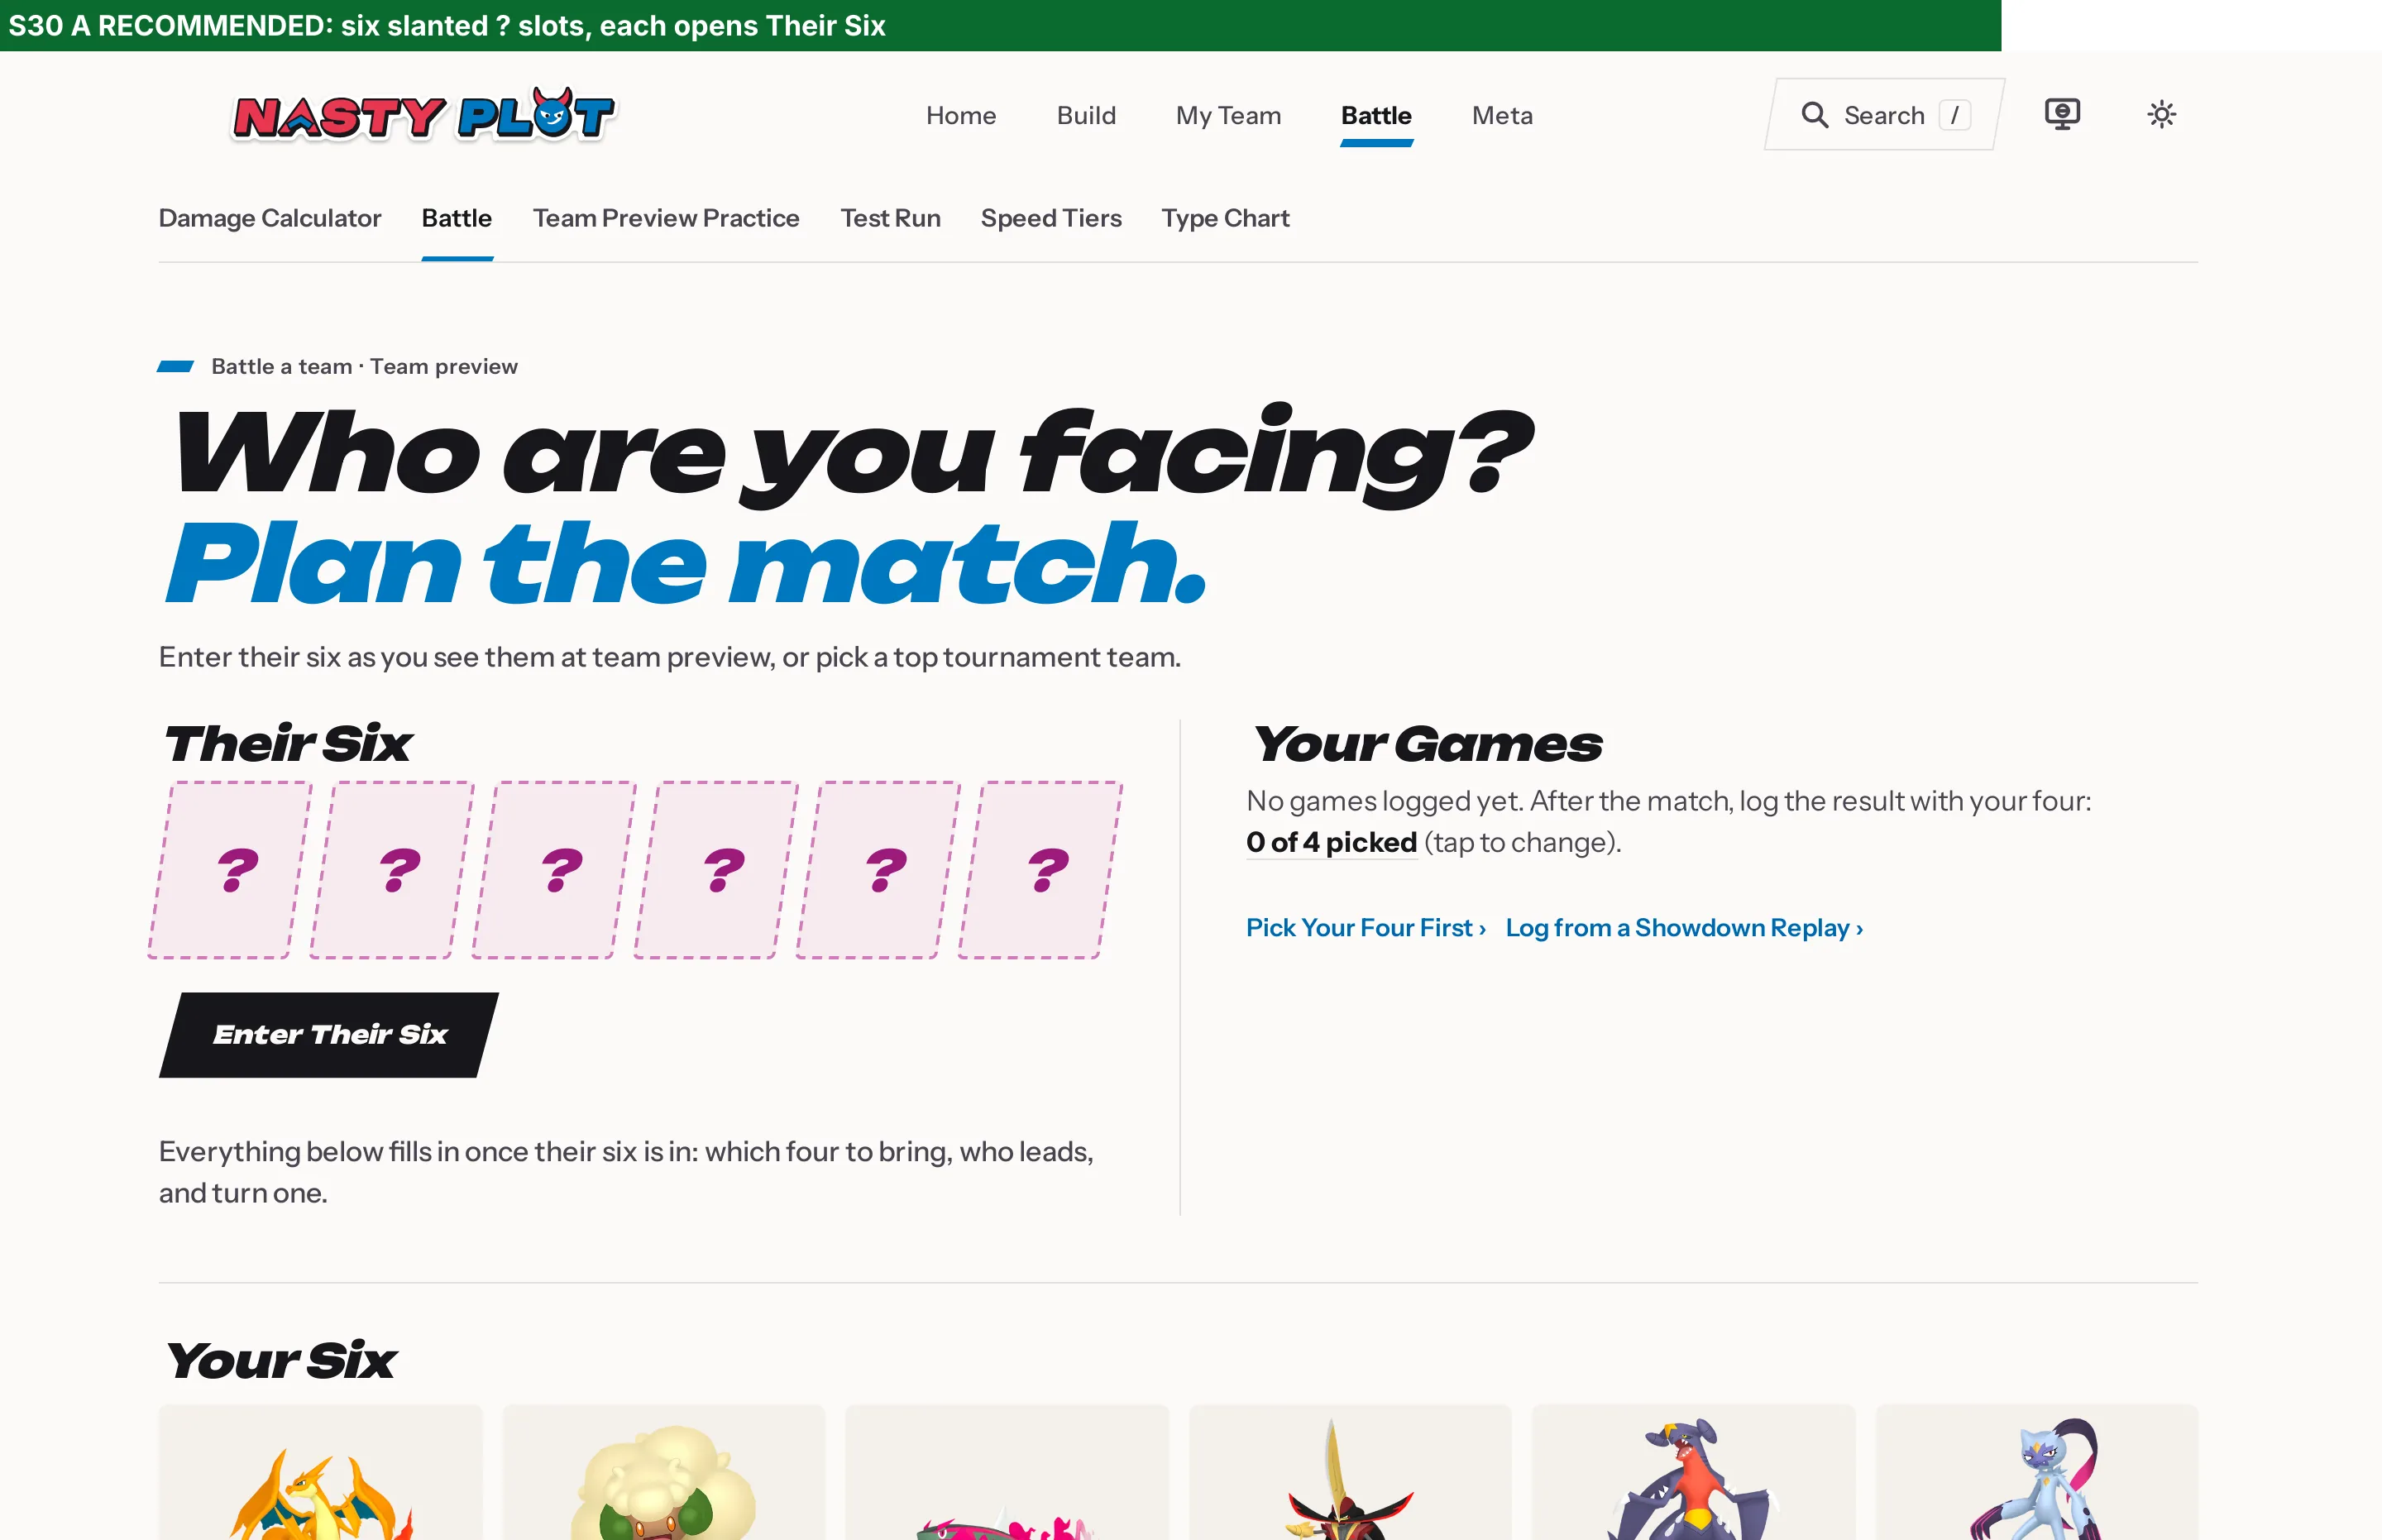 S30 A RECOMMENDED: six slanted ? slots, each opens Their Six
NASTY PLOT
Home
Build
My Team
Battle
Meta
Search /
Damage Calculator
Battle
Team Preview Practice
Test Run
Speed Tiers
Type Chart
Battle a team · Team preview
Who are you facing?
Plan the match.
Enter their six as you see them at team preview, or pick a top tournament team.
Their Six
? ? ? ? ? ?
Enter Their Six
Everything below fills in once their six is in: which four to bring, who leads,
and turn one.
Your Games
No games logged yet. After the match, log the result with your four:
0 of 4 picked (tap to change).
Pick Your Four First ›
Log from a Showdown Replay ›
Your Six